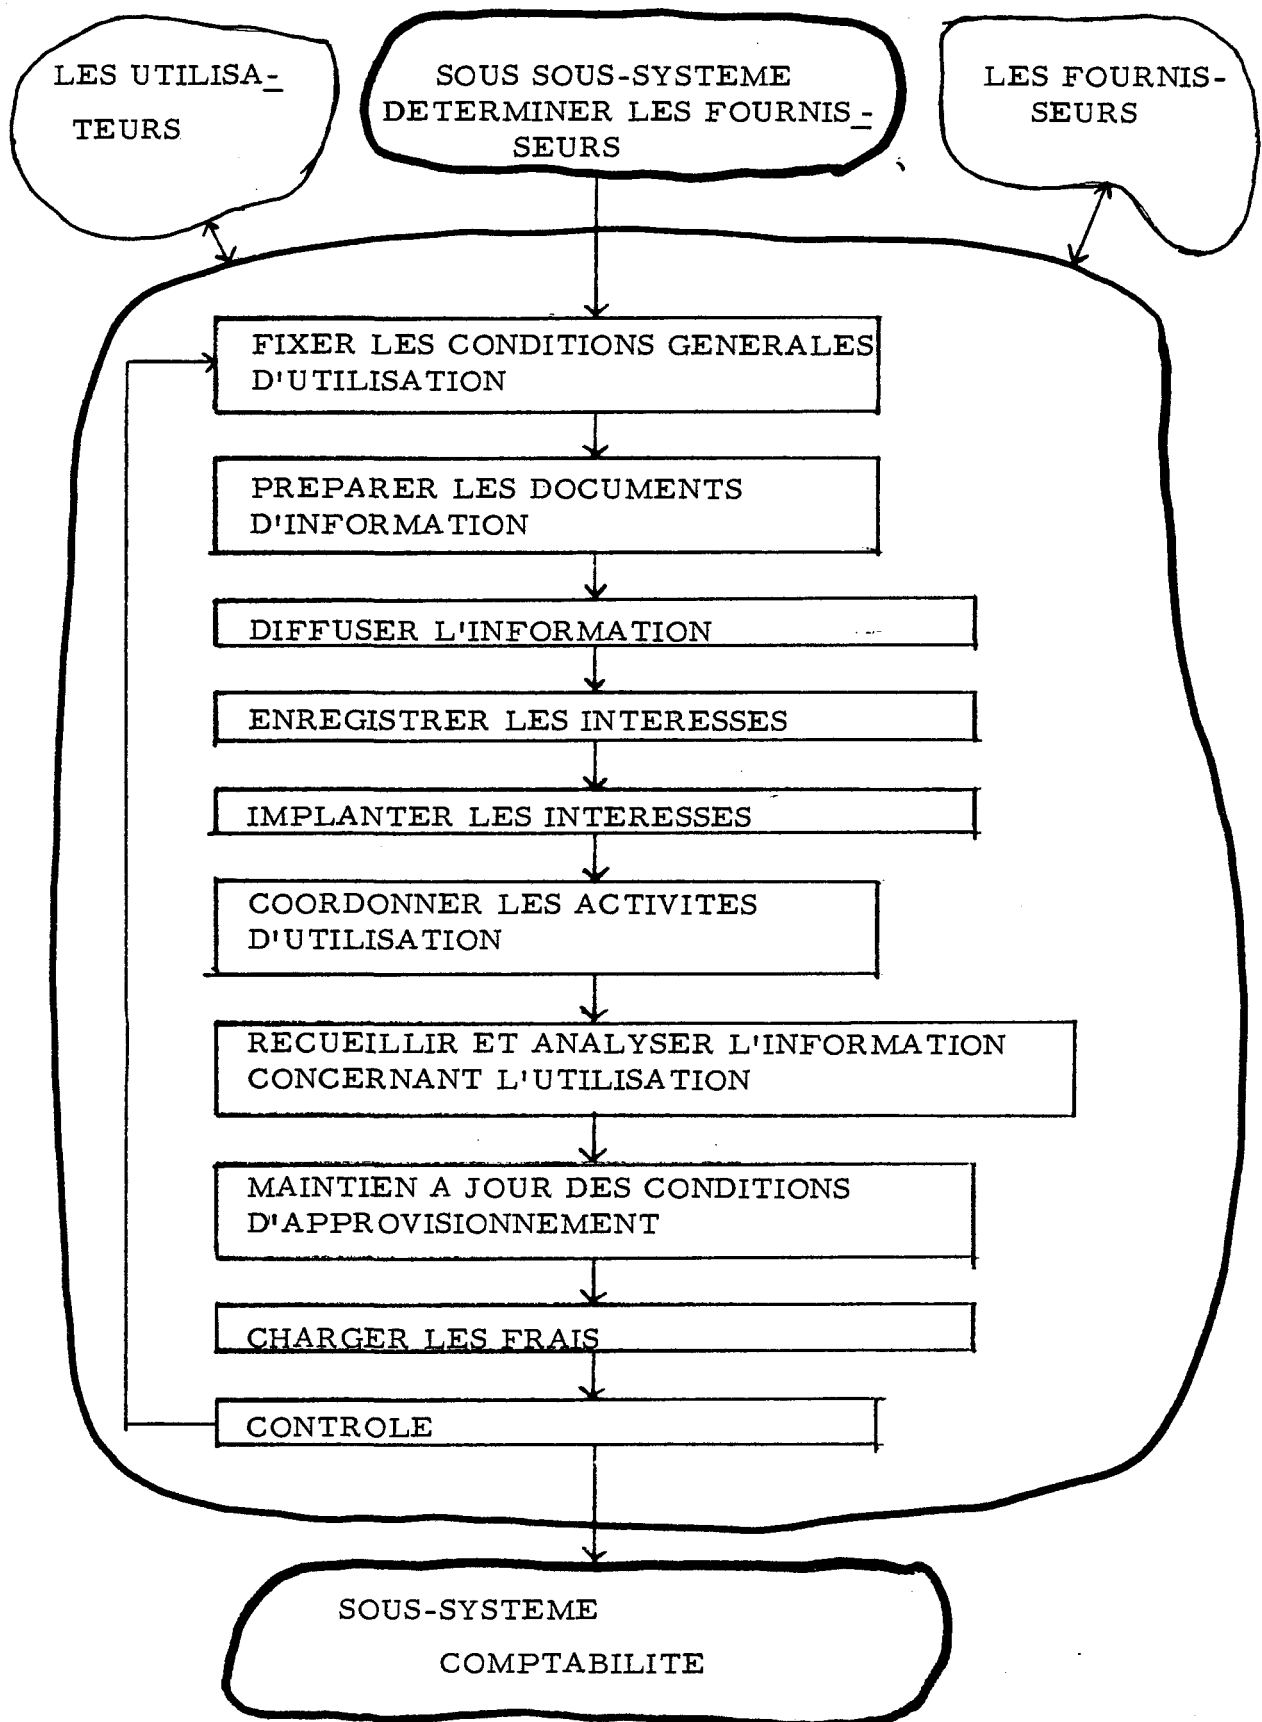 LES UTILISA-
TEURS
SOUS SOUS-SYSTEME
DETERMINER LES FOURNIS-
SEURS
LES FOURNIS-
SEURS
FIXER LES CONDITIONS GENERALES
D'UTILISATION
PREPARER LES DOCUMENTS
D'INFORMATION
DIFFUSER L'INFORMATION
ENREGISTRER LES INTERESSES
IMPLANTER LES INTERESSES
COORDONNER LES ACTIVITES
D'UTILISATION
RECUEILLIR ET ANALYSER L'INFORMATION
CONCERNANT L'UTILISATION
MAINTIEN A JOUR DES CONDITIONS
D'APPROVISIONNEMENT
CHARGER LES FRAIS
CONTROLE
SOUS-SYSTEME
COMPTABILITE